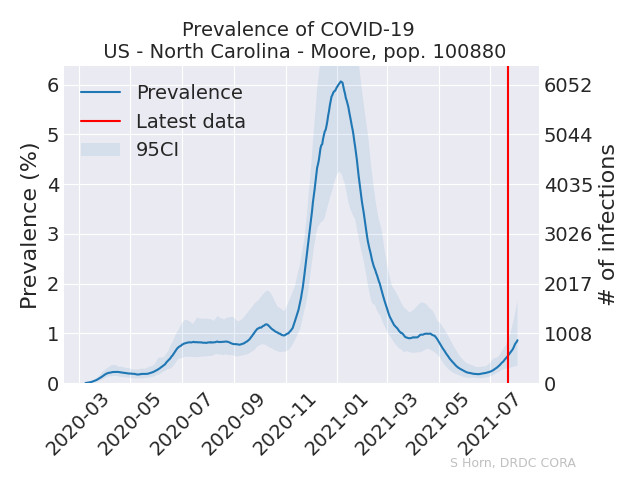 Prevalence of COVID-19
US - North Carolina - Moore, pop. 100880
Prevalence
Latest data
95CI
Prevalence (%)
6
5
4
3
2
1
0
6052
5044
4035
3026
2017
1008
0
# of infections
2020-03
2020-05
2020-07
2020-09
2020-11
2021-01
2021-03
2021-05
2021-07
S Horn, DRDC CORA